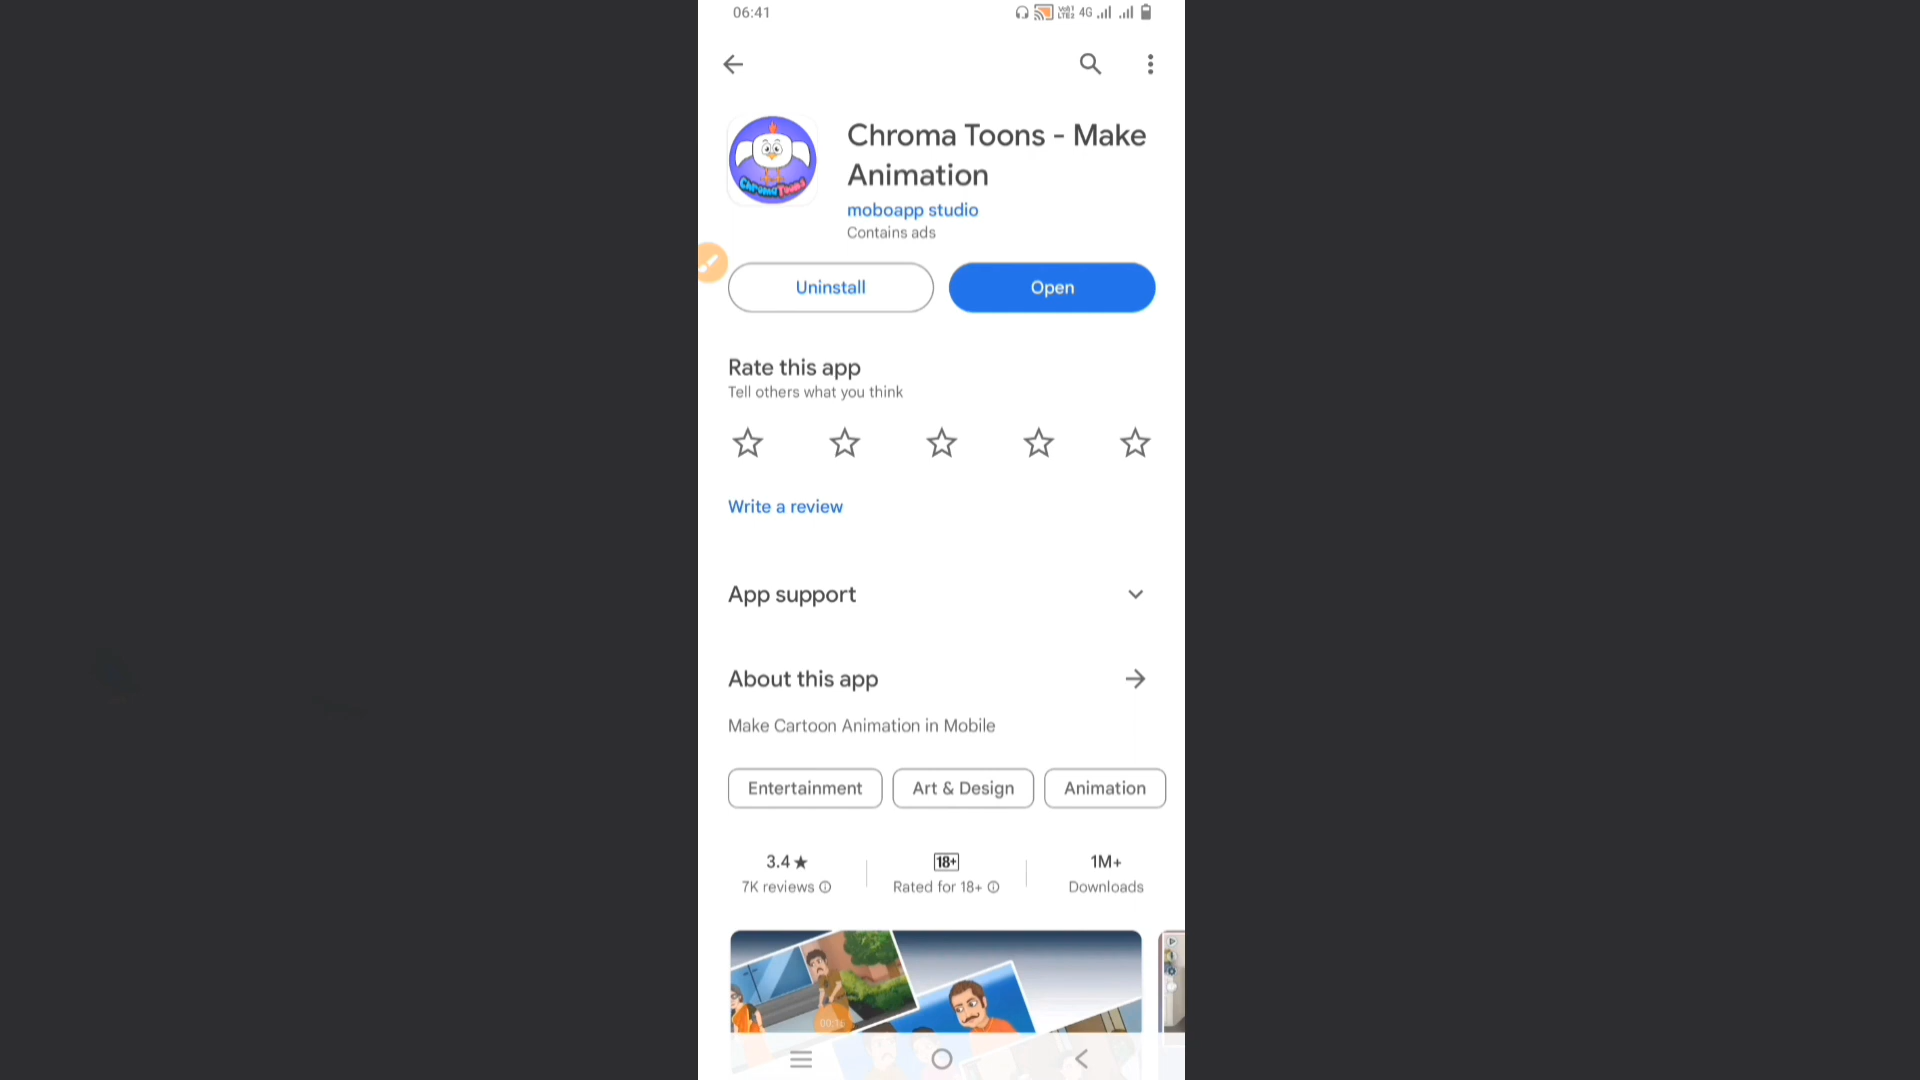 06:41
4G
Chroma Toons - Make
Animation
ChromaToons
moboapp studio
Contains ads
Uninstall
Open
Rate this app
Tell others what you think
Write a review
App support
About this app
Make Cartoon Animation in Mobile
Entertainment
Art & Design
Animation
3.4★
18+
1M+
7K reviews
Rated for 18+
Downloads